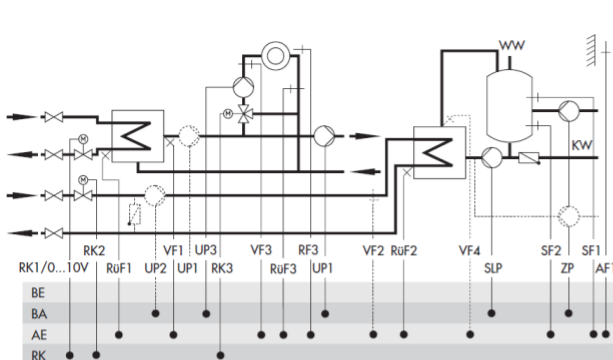 WW
M
M
M
KW
RK2 VF1 UP3 VF3 RF3 VF2 RüF2 VF4 SF2 SF1
RK1/0...10V RüF1 UP2 UP1 RK3 RüF3 UP1 SLP ZP AF1
BE
BA
AE
RK